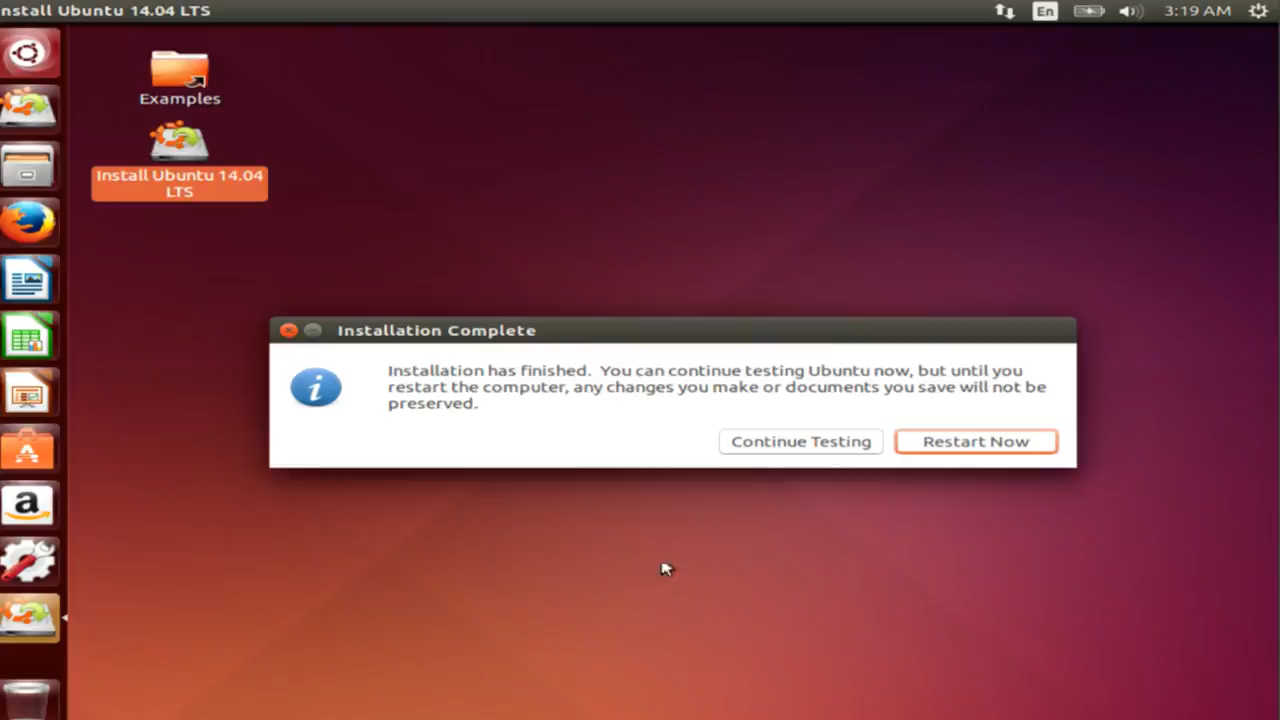 nstall Ubuntu 14.04 LTS
En
3:19 AM
Examples
Install Ubuntu 14.04
LTS
Installation Complete
Installation has finished.  You can continue testing Ubuntu now, but until you
restart the computer, any changes you make or documents you save will not be
preserved.
Continue Testing
Restart Now